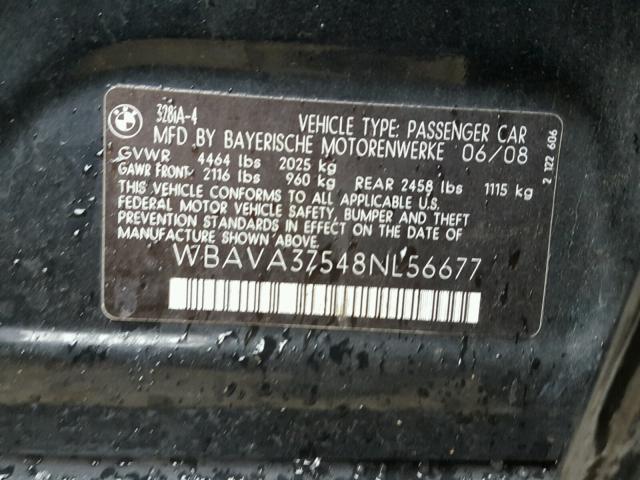 BMW
328iA-4
VEHICLE TYPE: PASSENGER CAR
MFD BY BAYERISCHE MOTORENWERKE 06/08
GVWR 4464 lbs 2025 kg
GAWR FRONT: 2116 lbs 960 kg REAR 2458 lbs 1115 kg
THIS VEHICLE CONFORMS TO ALL APPLICABLE U.S.
FEDERAL MOTOR VEHICLE SAFETY, BUMPER AND THEFT
PREVENTION STANDARDS IN EFFECT ON THE DATE OF
MANUFACTURE SHOWN ABOVE.
WBAVA37548NL56677
2 122 606